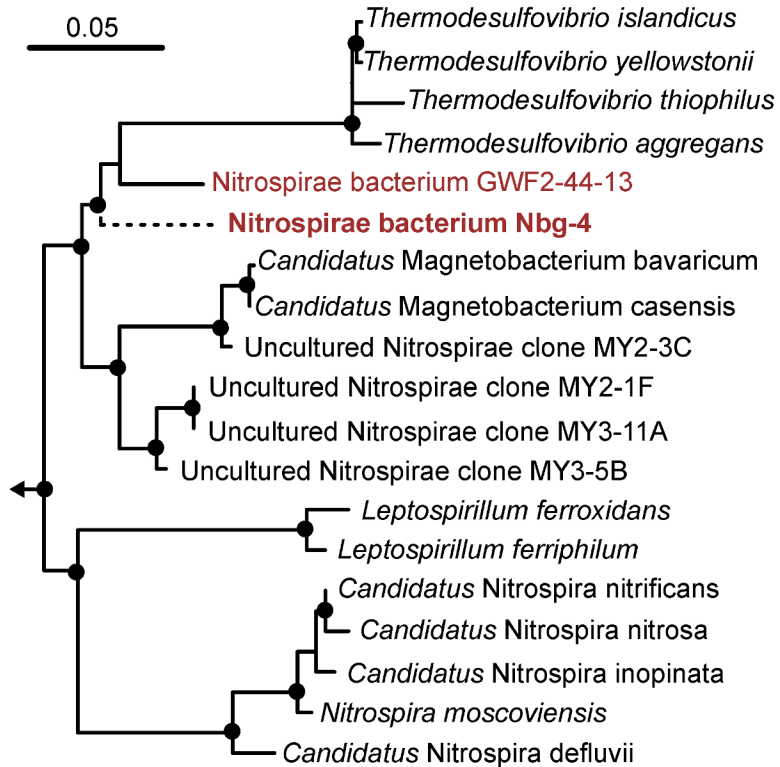 0.05
Thermodesulfovibrio islandicus
Thermodesulfovibrio yellowstonii
Thermodesulfovibrio thiophilus
Thermodesulfovibrio aggregans
Nitrospirae bacterium GWF2-44-13
Nitrospirae bacterium Nbg-4
Candidatus Magnetobacterium bavaricum
Candidatus Magnetobacterium casensis
Uncultured Nitrospirae clone MY2-3C
Uncultured Nitrospirae clone MY2-1F
Uncultured Nitrospirae clone MY3-11A
Uncultured Nitrospirae clone MY3-5B
Leptospirillum ferroxidans
Leptospirillum ferriphilum
Candidatus Nitrospira nitrificans
Candidatus Nitrospira nitrosa
Candidatus Nitrospira inopinata
Nitrospira moscoviensis
Candidatus Nitrospira defluvii